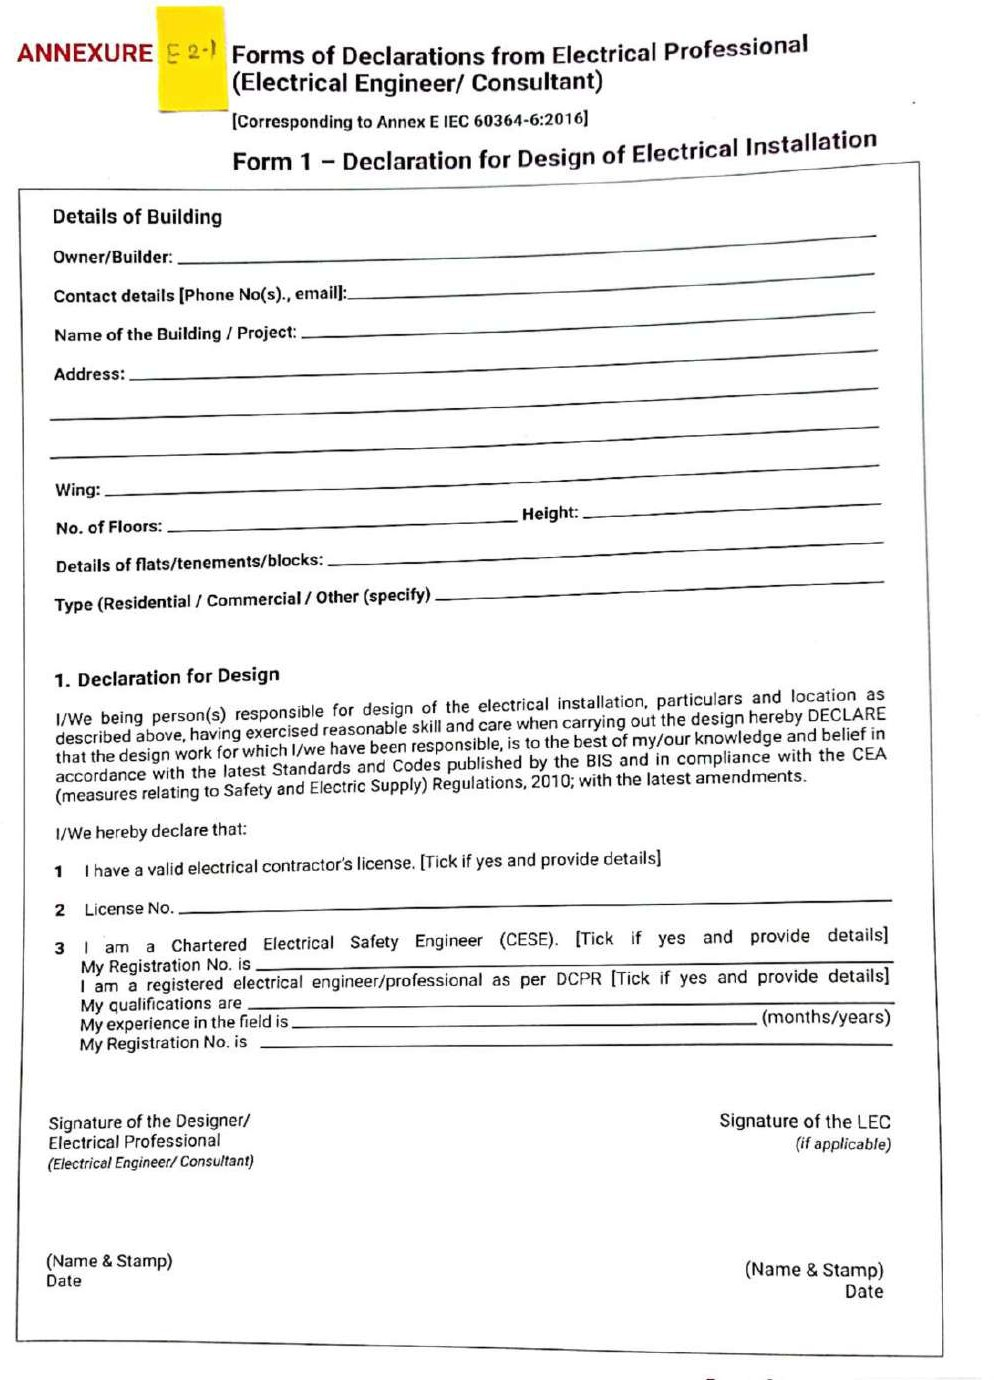 ANNEXURE E 2-1 Forms of Declarations from Electrical Professional
(Electrical Engineer/ Consultant)
[Corresponding to Annex E IEC 60364-6:2016]
Form 1 – Declaration for Design of Electrical Installation
Details of Building
Owner/Builder:
Contact details [Phone No(s)., email]:
Name of the Building / Project:
Address:
Wing:
No. of Floors: Height:
Details of flats/tenements/blocks:
Type (Residential / Commercial / Other (specify)
1. Declaration for Design
I/We being person(s) responsible for design of the electrical installation, particulars and location as
described above, having exercised reasonable skill and care when carrying out the design hereby DECLARE
that the design work for which I/we have been responsible, is to the best of my/our knowledge and belief in
accordance with the latest Standards and Codes published by the BIS and in compliance with the CEA
(measures relating to Safety and Electric Supply) Regulations, 2010; with the latest amendments.
I/We hereby declare that:
1 I have a valid electrical contractor's license. [Tick if yes and provide details]
2 License No.
3 I am a Chartered Electrical Safety Engineer (CESE). [Tick if yes and provide details]
My Registration No. is
I am a registered electrical engineer/professional as per DCPR [Tick if yes and provide details]
My qualifications are
My experience in the field is (months/years)
My Registration No. is
Signature of the Designer/ Signature of the LEC
Electrical Professional (if applicable)
(Electrical Engineer/ Consultant)
(Name & Stamp) (Name & Stamp)
Date Date